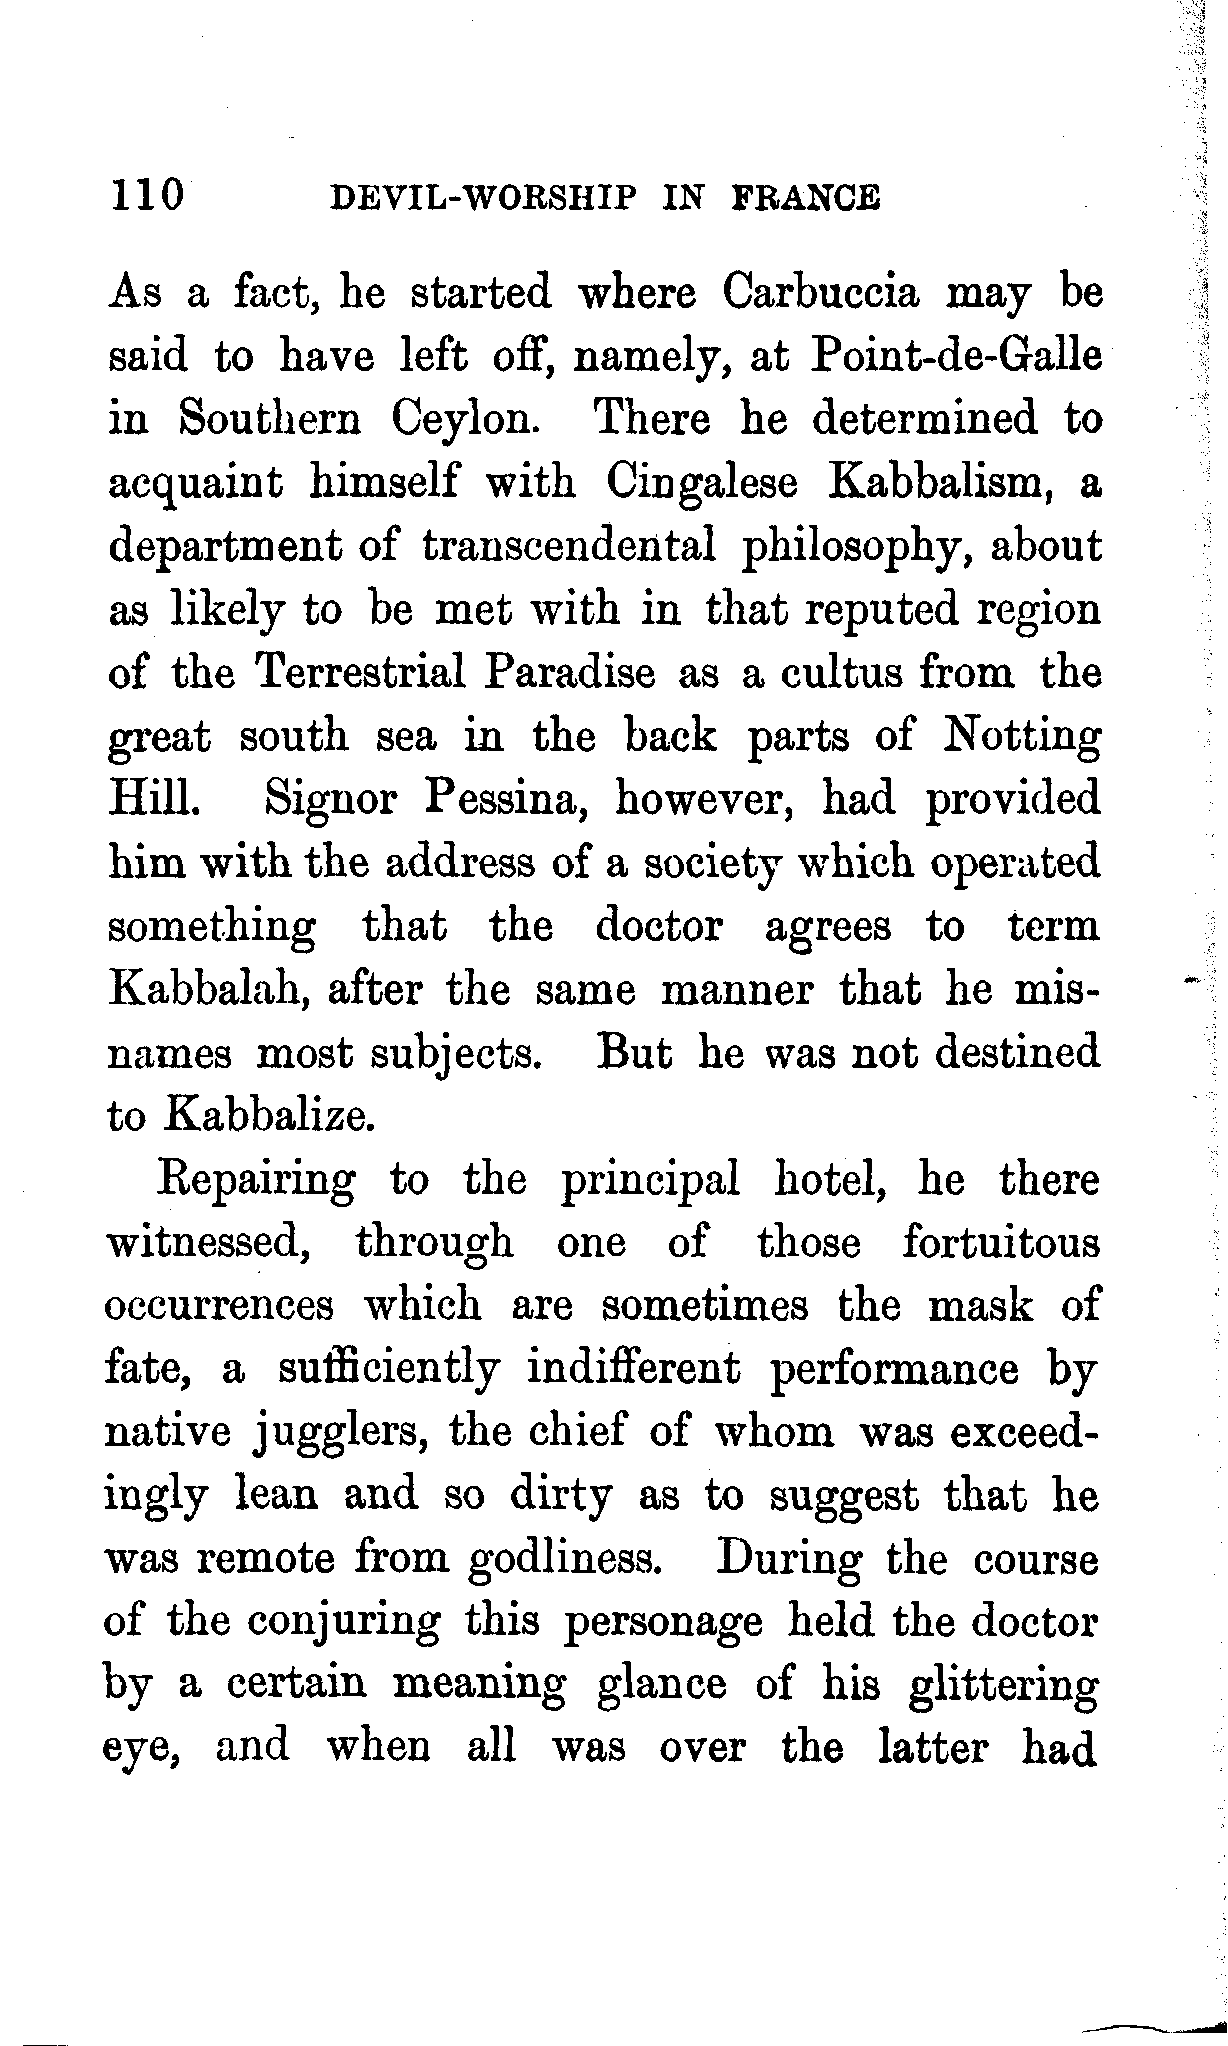 110 DEVIL-WORSHIP IN FRANCE
As a fact, he started where Carbuccia may be
said to have left off, namely, at Point-de-Galle
in Southern Ceylon. There he determined to
acquaint himself with Cingalese Kabbalism, a
department of transcendental philosophy, about
as likely to be met with in that reputed region
of the Terrestrial Paradise as a cultus from the
great south sea in the back parts of Notting
Hill. Signor Pessina, however, had provided
him with the address of a society which operated
something that the doctor agrees to term
Kabbalah, after the same manner that he mis-
names most subjects. But he was not destined
to Kabbalize.
Repairing to the principal hotel, he there
witnessed, through one of those fortuitous
occurrences which are sometimes the mask of
fate, a sufficiently indifferent performance by
native jugglers, the chief of whom was exceed-
ingly lean and so dirty as to suggest that he
was remote from godliness. During the course
of the conjuring this personage held the doctor
by a certain meaning glance of his glittering
eye, and when all was over the latter had